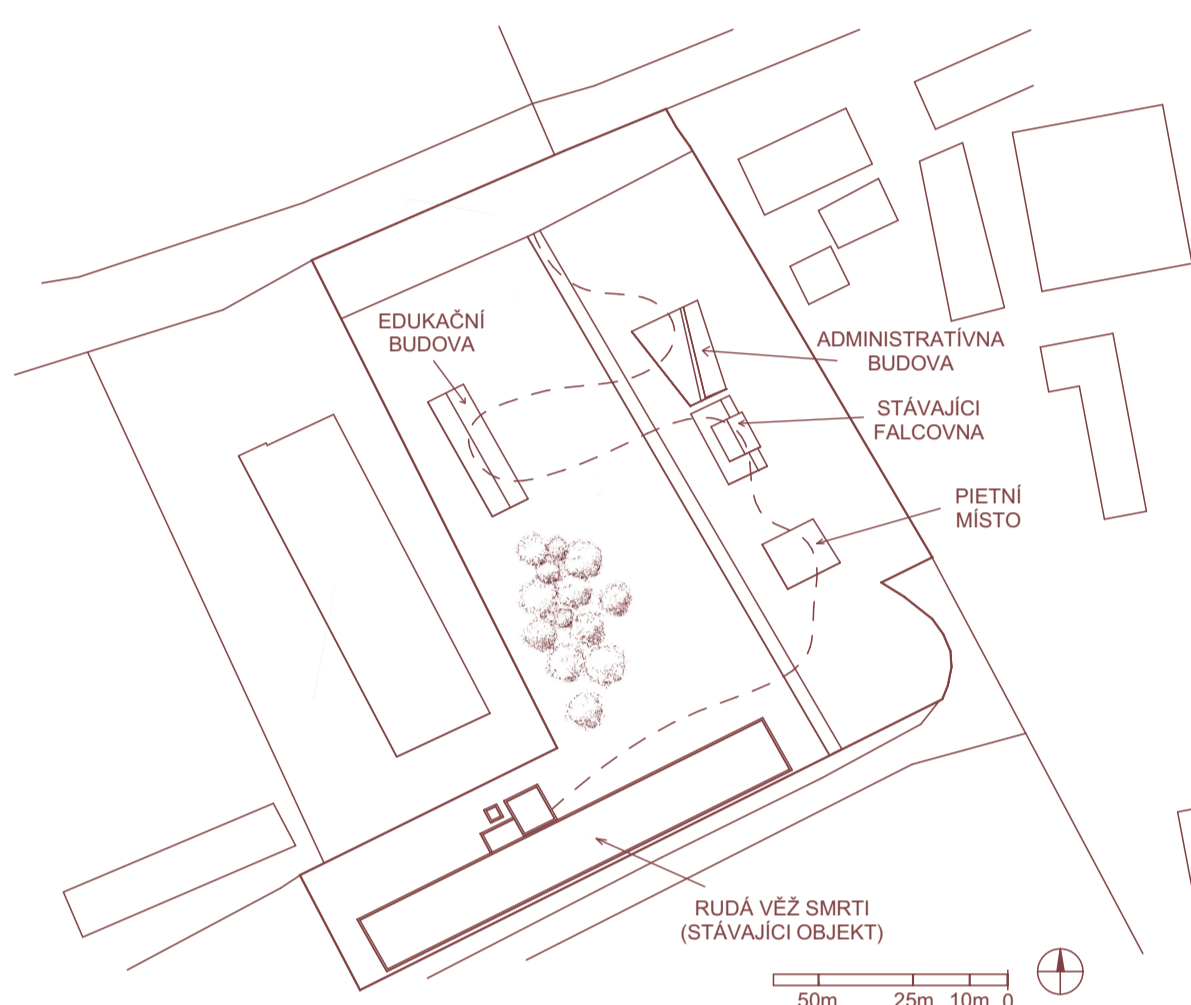 EDUKAČNÍ
BUDOVA
ADMINISTRATÍVNA
BUDOVA
STÁVAJÍCI
FALCOVNA
PIETNÍ
MÍSTO
RUDÁ VĚŽ SMRTI
(STÁVAJÍCI OBJEKT)
50m 25m 10m 0